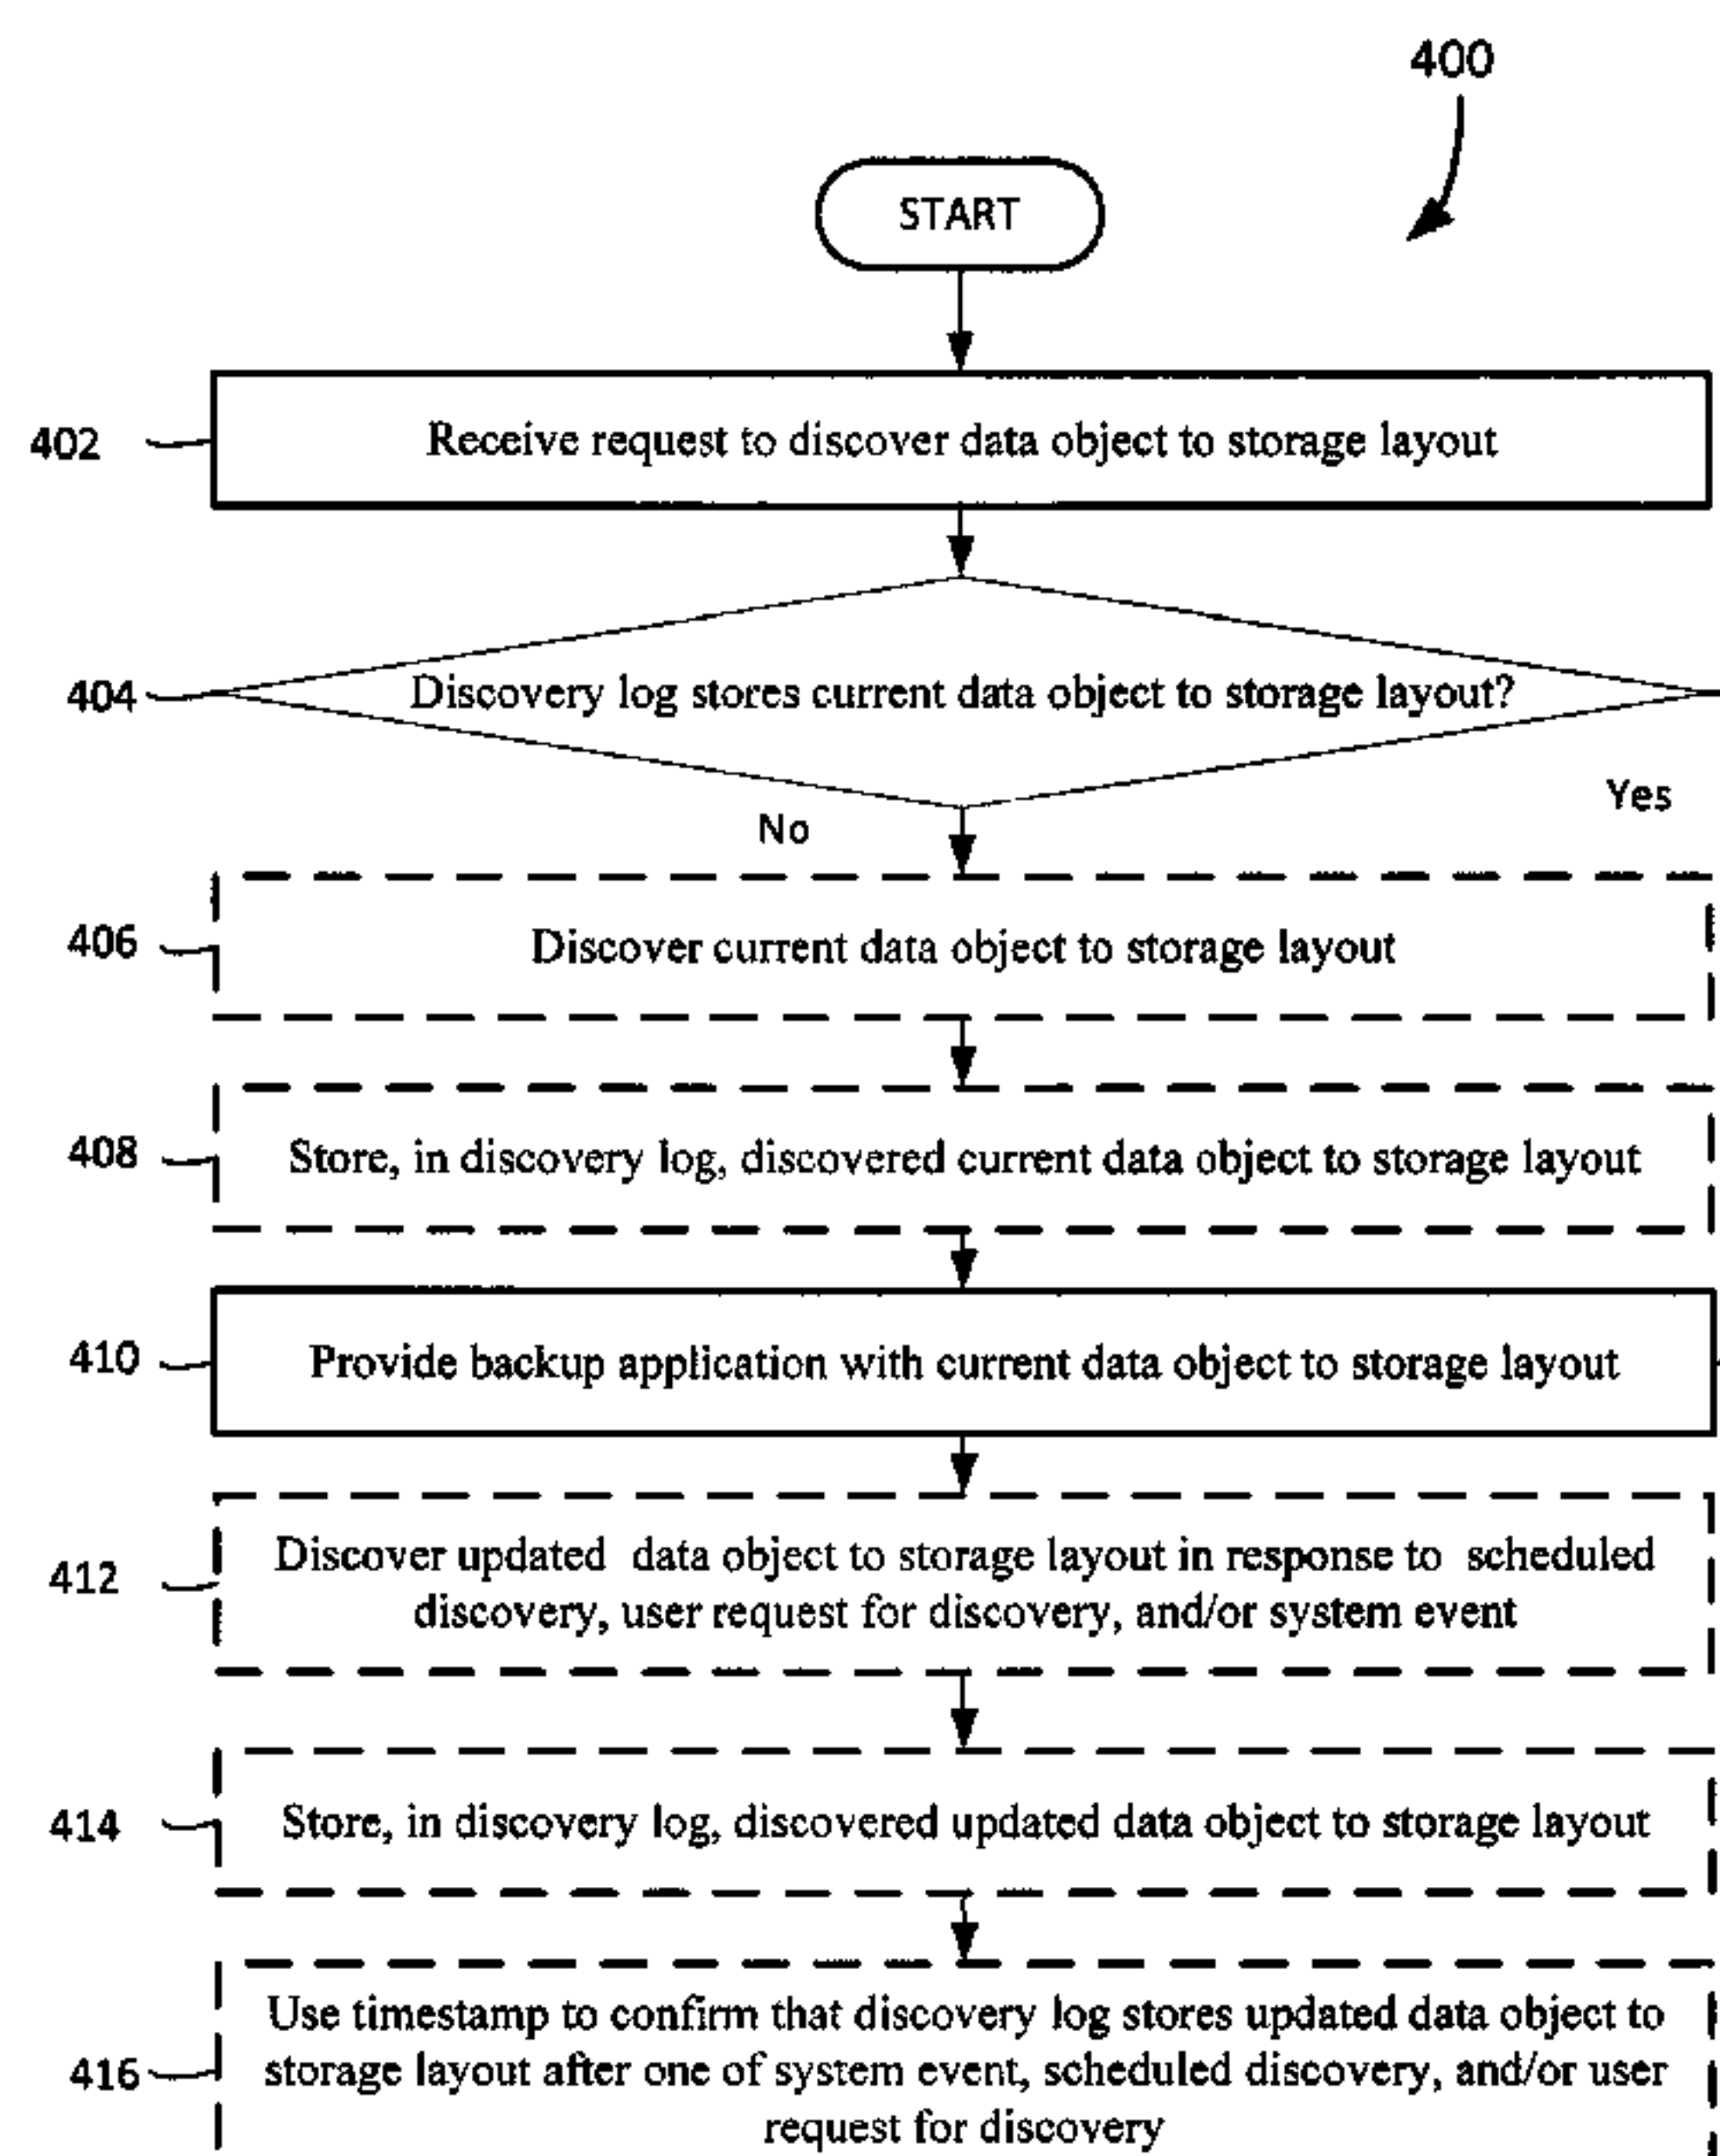 400
START
402
Receive request to discover data object to storage layout
404
Discovery log stores current data object to storage layout?
Yes
No
406
Discover current data object to storage layout
408
Store, in discovery log, discovered current data object to storage layout
410
Provide backup application with current data object to storage layout
412
Discover updated data object to storage layout in response to scheduled
discovery, user request for discovery, and/or system event
414
Store, in discovery log, discovered updated data object to storage layout
416
Use timestamp to confirm that discovery log stores updated data object to
storage layout after one of system event, scheduled discovery, and/or user
request for discovery